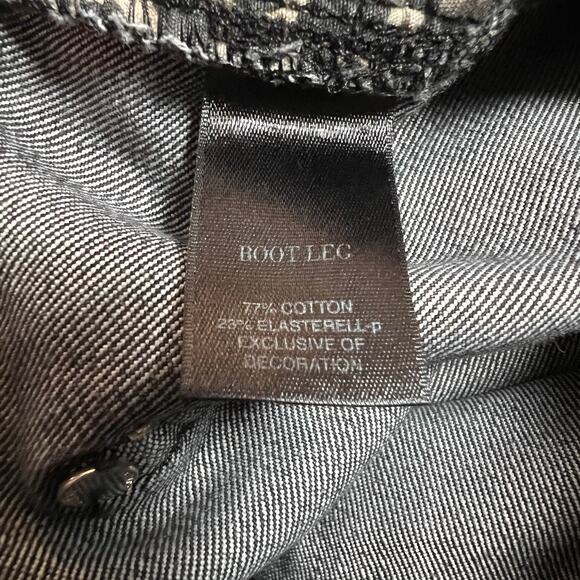 BOOT LEG
77% COTTON
23% ELASTERELL-p
EXCLUSIVE OF
DECORATION